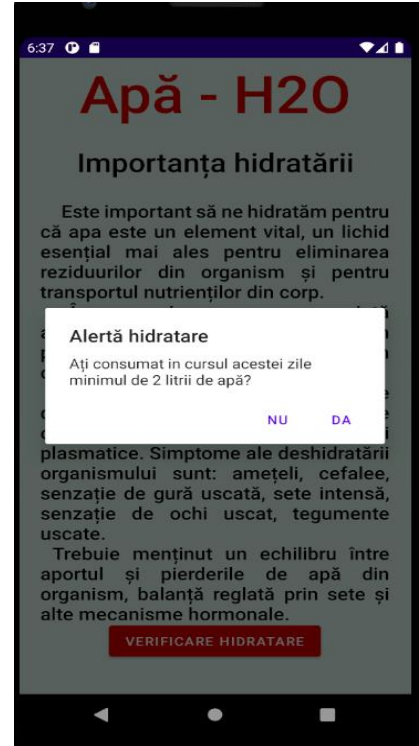 6:37
Apă - H2O
Importanța hidratării
Este important să ne hidratăm pentru
că apa este un element vital, un lichid
esențial mai ales pentru eliminarea
reziduurilor din organism și pentru
transportul nutrienților din corp.
Alertă hidratare
Ați consumat in cursul acestei zile
minimul de 2 litrii de apă?
NU DA
plasmatice. Simptome ale deshidratării
organismului sunt: amețeli, cefalee,
senzație de gură uscată, sete intensă,
senzație de ochi uscat, tegumente
uscate.
Trebuie menținut un echilibru între
aportul și pierderile de apă din
organism, balanță reglată prin sete și
alte mecanisme hormonale.
VERIFICARE HIDRATARE